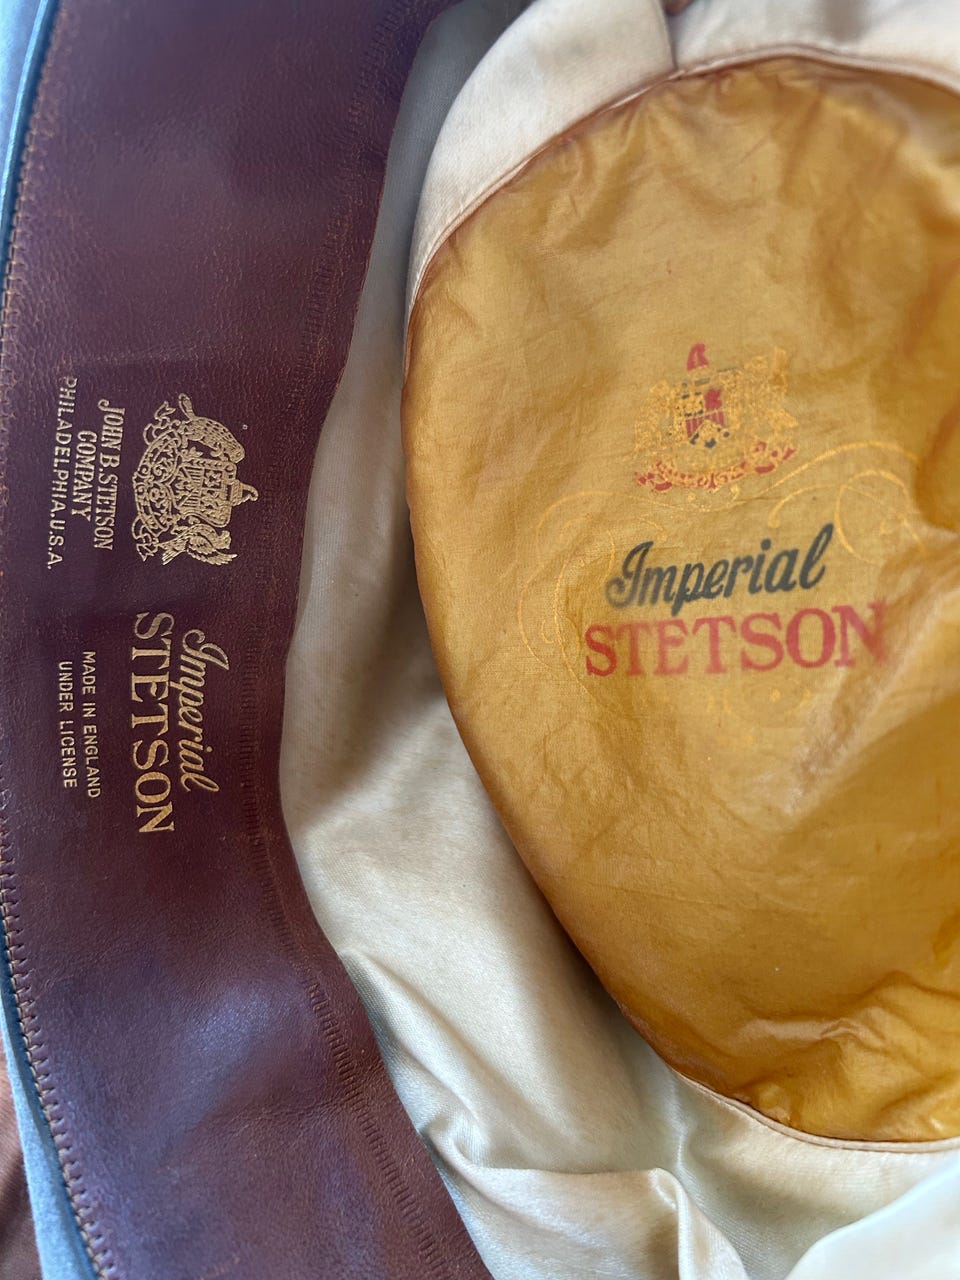 JOHN B. STETSON
COMPANY
PHILADELPHIA.U.S.A.
Imperial
STETSON
MADE IN ENGLAND
UNDER LICENSE
Imperial
STETSON